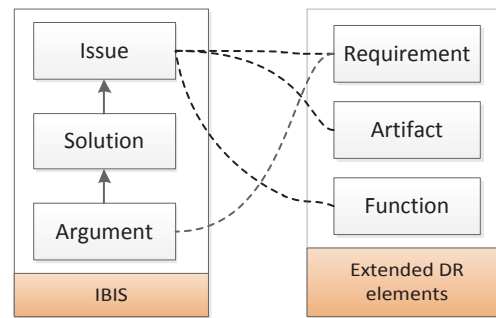 Issue
Solution
Argument
IBIS
Requirement
Artifact
Function
Extended DR
elements